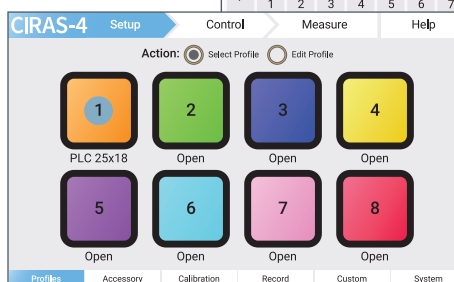 1 2 3 4 5 6 7
CIRAS-4 Setup Control Measure Help
Action: Select Profile Edit Profile
1 2 3 4
PLC 25x18 Open Open Open
5 6 7 8
Open Open Open Open
Profiles Accessory Calibration Record Custom System